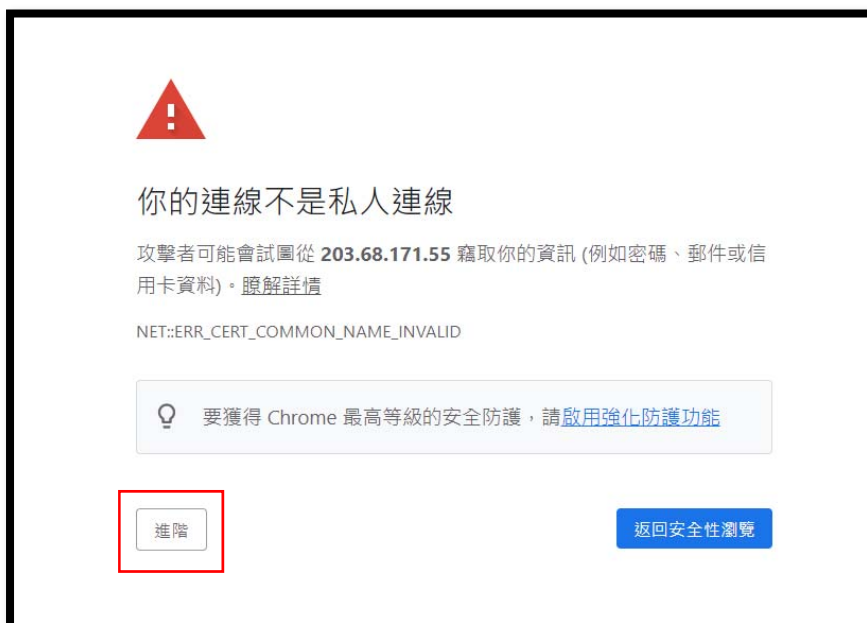 你的連線不是私人連線
攻擊者可能會試圖從 203.68.171.55 竊取你的資訊 (例如密碼、郵件或信
用卡資料)。瞭解詳情
NET::ERR_CERT_COMMON_NAME_INVALID
要獲得 Chrome 最高等級的安全防護，請啟用強化防護功能
進階
返回安全性瀏覽